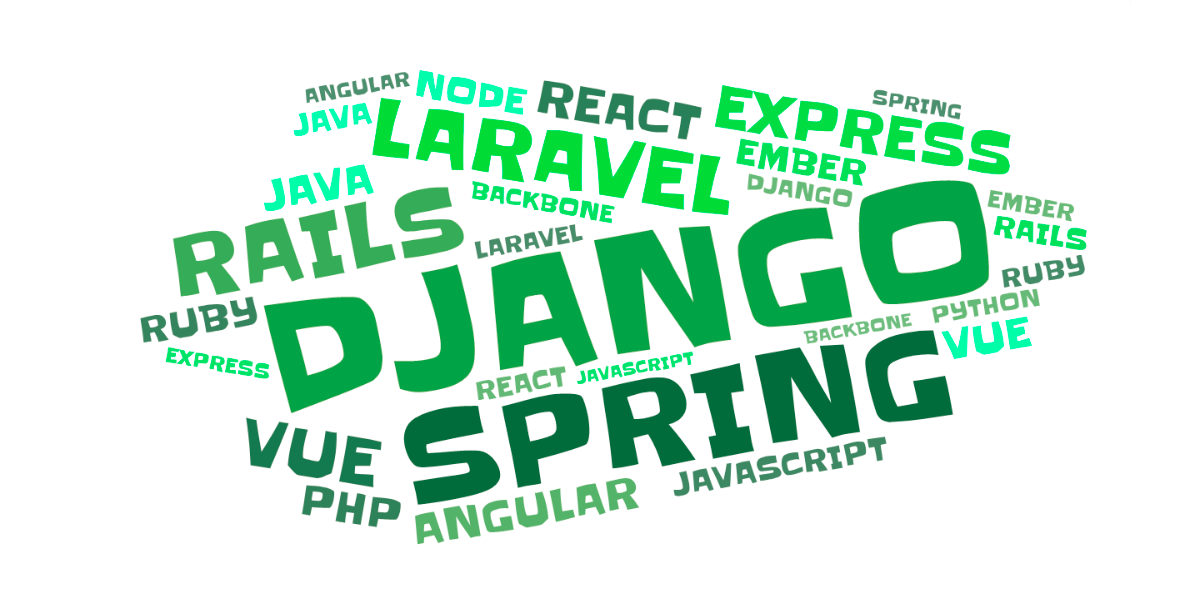 ANGULAR
NODE
REACT
EXPRESS
SPRING
JAVA
LARAVEL
EMBER
DJANGO
JAVA
BACKBONE
EMBER
RAILS
RAILS
LARAVEL
DJANGO
RUBY
RUBY
PYTHON
EXPRESS
BACKBONE
VUE
REACT
JAVASCRIPT
SPRING
VUE
JAVASCRIPT
PHP
ANGULAR